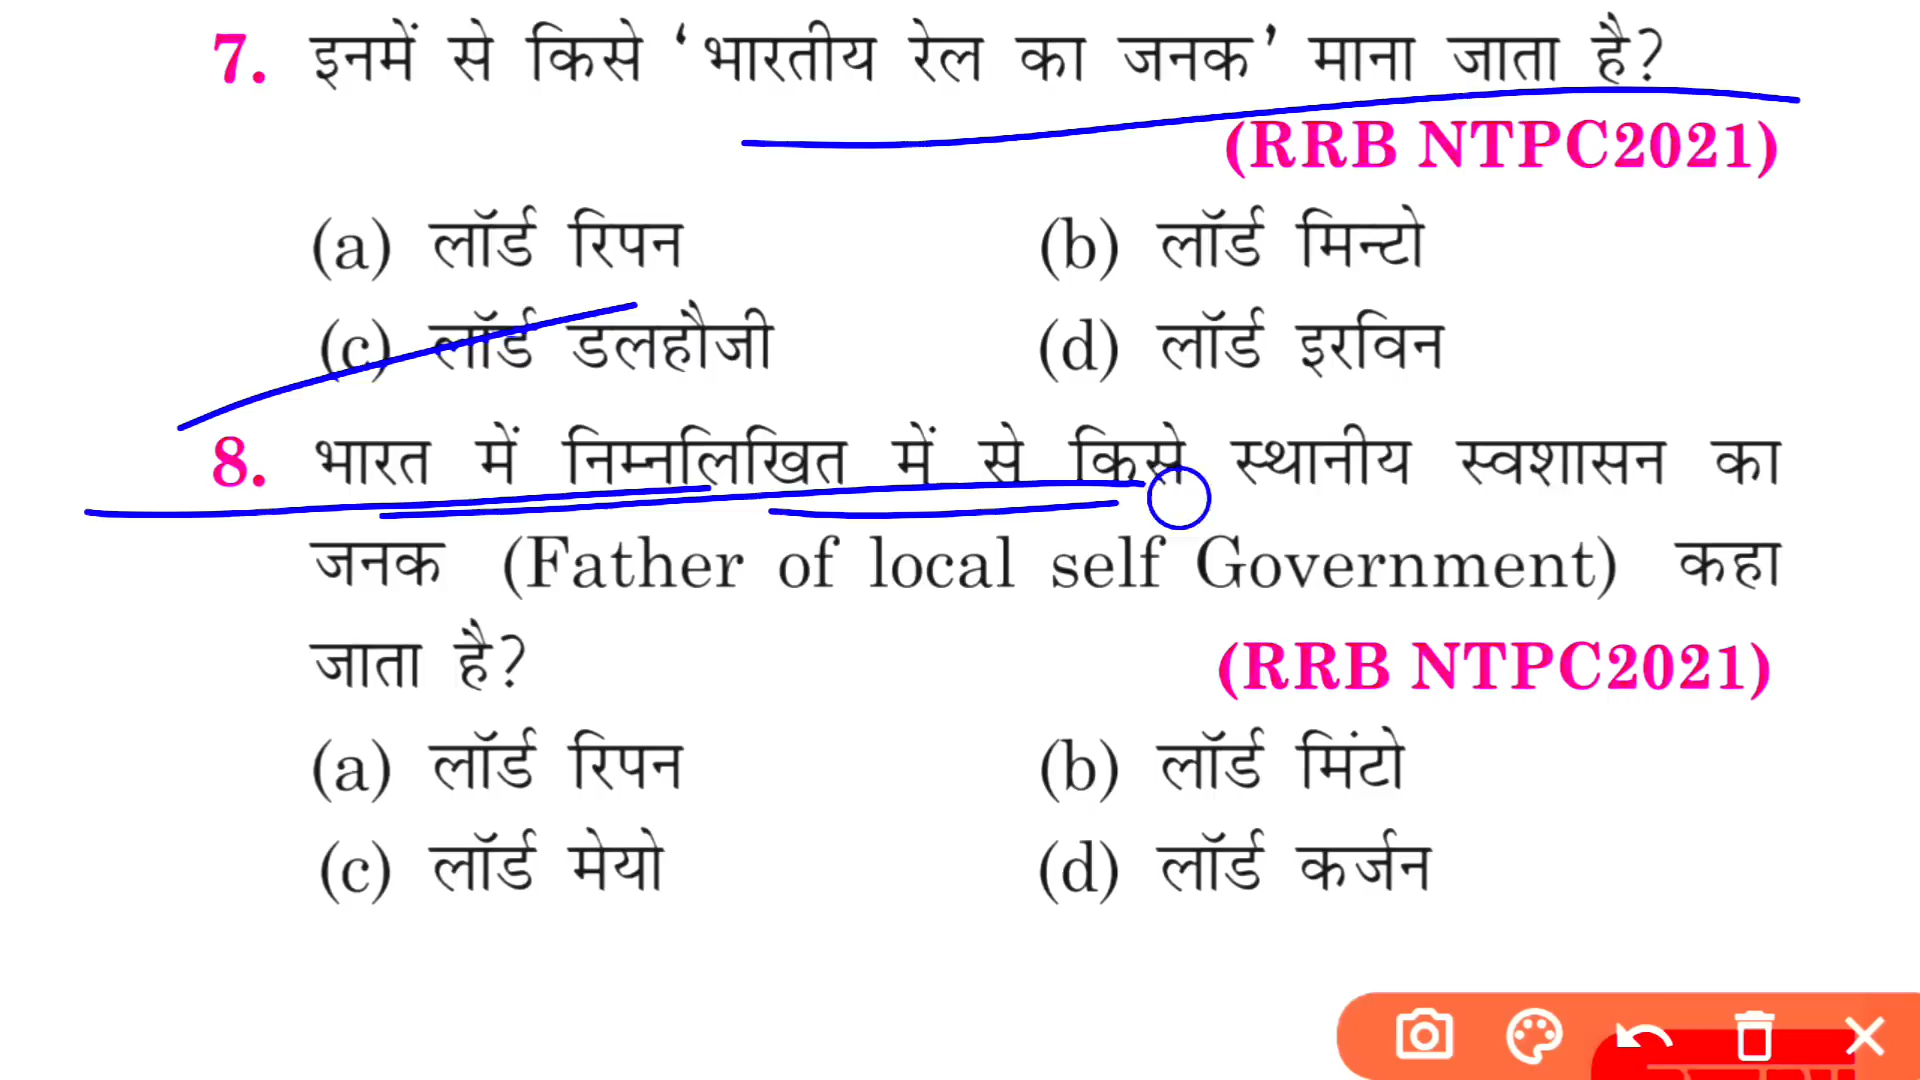 7. इनमें से किसे ‘भारतीय रेल का जनक’ माना जाता है?
(RRB NTPC2021)
(a) लॉर्ड रिपन (b) लॉर्ड मिन्टो
(c) लॉर्ड डलहौजी (d) लॉर्ड इरविन
8. भारत में निम्नलिखित में से किसे स्थानीय स्वशासन का
जनक (Father of local self Government) कहा
जाता है? (RRB NTPC2021)
(a) लॉर्ड रिपन (b) लॉर्ड मिंटो
(c) लॉर्ड मेयो (d) लॉर्ड कर्जन